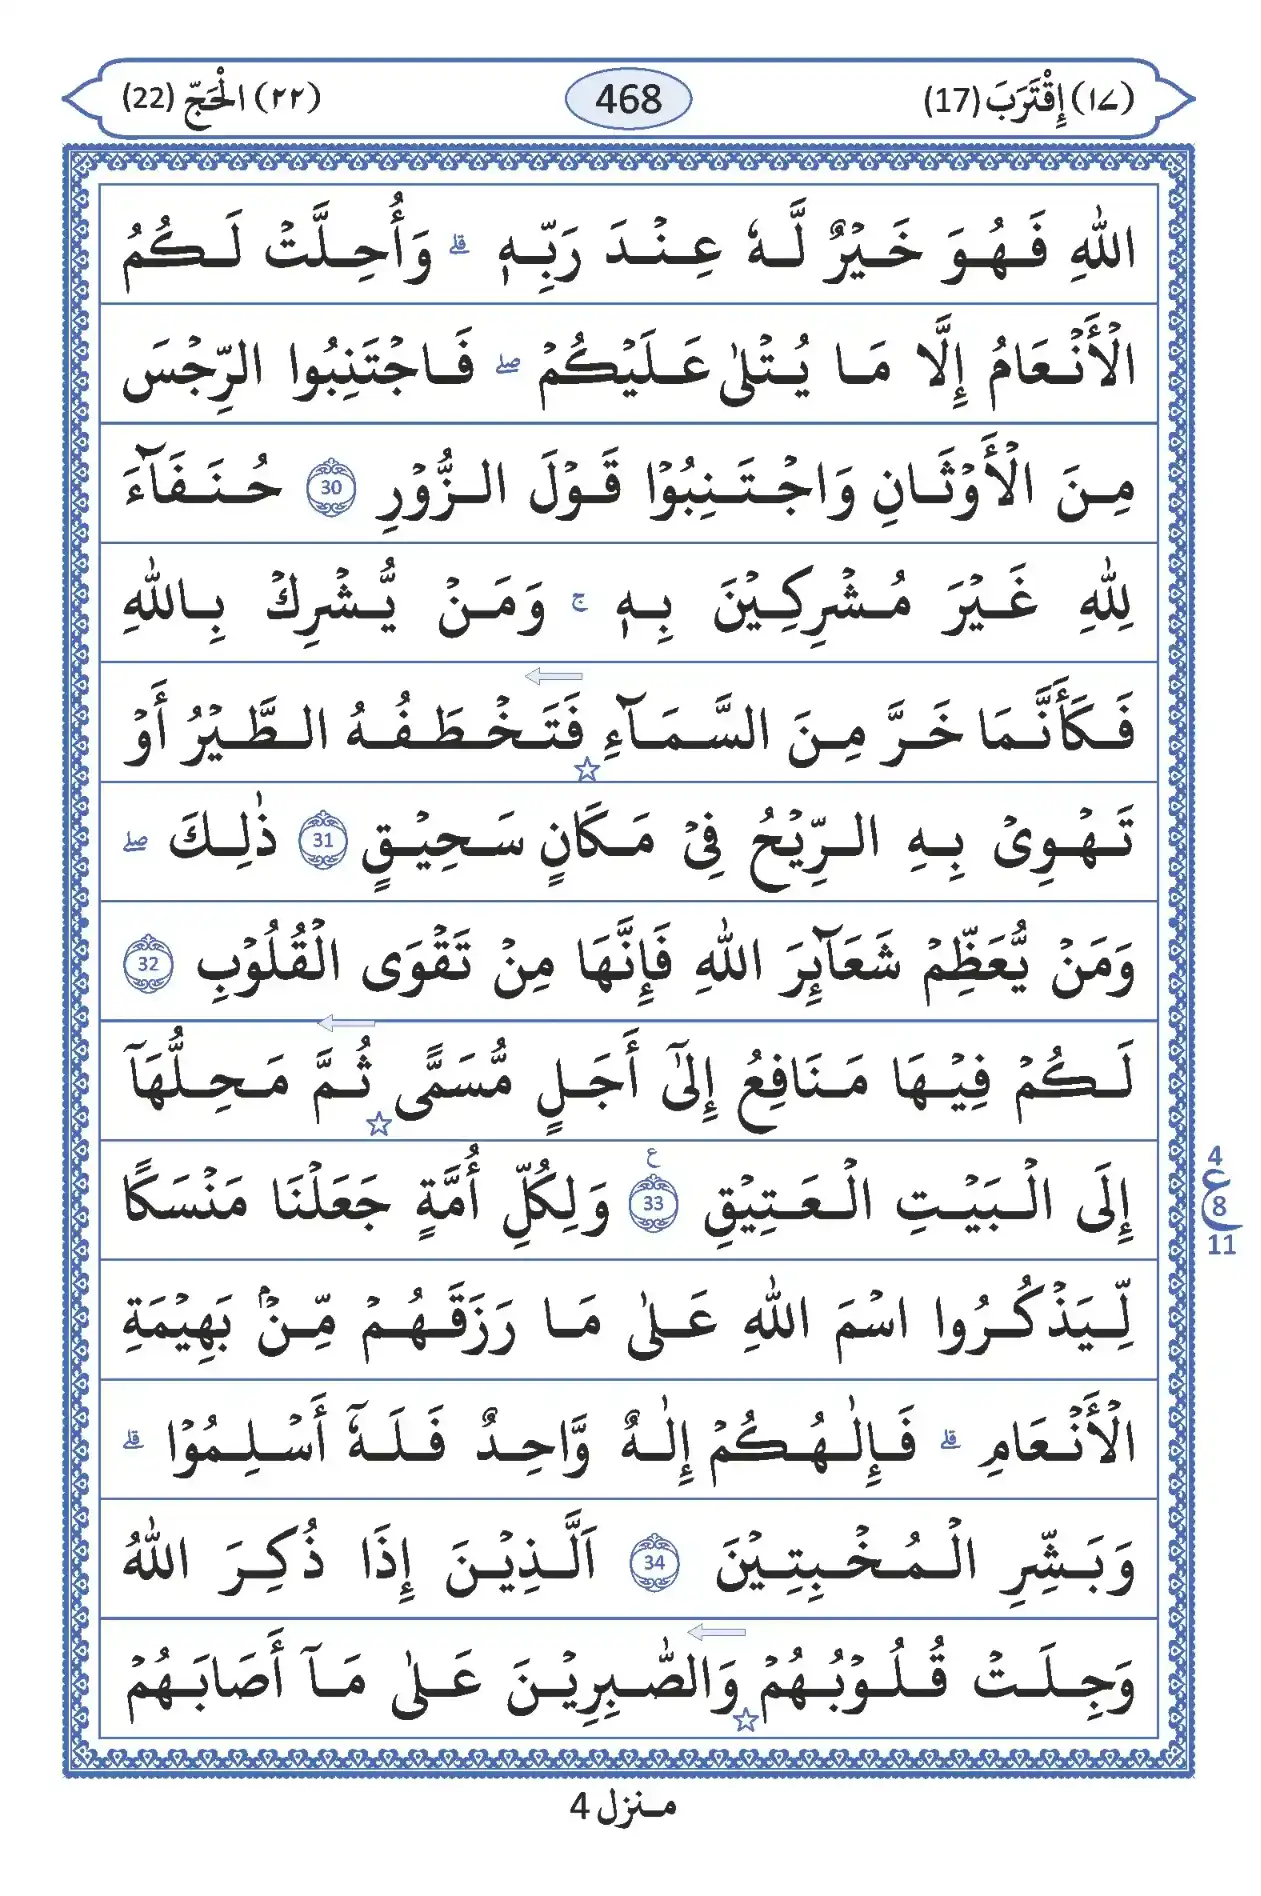 (١٧) اِقْتَرَبَ (17) 468 (٢٢) الْحَجّ (22)
اللّٰهِ فَهُوَ خَيْرٌ لَّهٗ عِنْدَ رَبِّهٖ ۗ وَأُحِلَّتْ لَكُمُ
الْأَنْعَامُ إِلَّا مَا يُتْلٰى عَلَيْكُمْ ۖ فَاجْتَنِبُوا الرِّجْسَ
مِنَ الْأَوْثَانِ وَاجْتَنِبُوْا قَوْلَ الزُّوْرِ 30 حُنَفَآءَ
لِلّٰهِ غَيْرَ مُشْرِكِيْنَ بِهٖ ۚ وَمَنْ يُّشْرِكْ بِاللّٰهِ
فَكَأَنَّمَا خَرَّ مِنَ السَّمَآءِ ☆ فَتَخْطَفُهُ الطَّيْرُ أَوْ
تَهْوِىْ بِهِ الرِّيْحُ فِىْ مَكَانٍ سَحِيْقٍ 31 ذٰلِكَ ۖ
وَمَنْ يُّعَظِّمْ شَعَآئِرَ اللّٰهِ فَإِنَّهَا مِنْ تَقْوَى الْقُلُوْبِ 32
لَكُمْ فِيْهَا مَنَافِعُ إِلٰٓى أَجَلٍ مُّسَمًّى ☆ ثُمَّ مَحِلُّهَآ
إِلَى الْبَيْتِ الْعَتِيْقِ 33 ع وَلِكُلِّ أُمَّةٍ جَعَلْنَا مَنْسَكًا
4 ع 8 11
لِّيَذْكُرُوا اسْمَ اللّٰهِ عَلٰى مَا رَزَقَهُمْ مِّنْۢ بَهِيْمَةِ
الْأَنْعَامِ ۗ فَإِلٰهُكُمْ إِلٰهٌ وَّاحِدٌ فَلَهٗٓ أَسْلِمُوْا ۗ
وَبَشِّرِ الْمُخْبِتِيْنَ 34 اَلَّذِيْنَ إِذَا ذُكِرَ اللّٰهُ
وَجِلَتْ قُلُوْبُهُمْ ☆ وَالصّٰبِرِيْنَ عَلٰى مَآ أَصَابَهُمْ
منزل 4